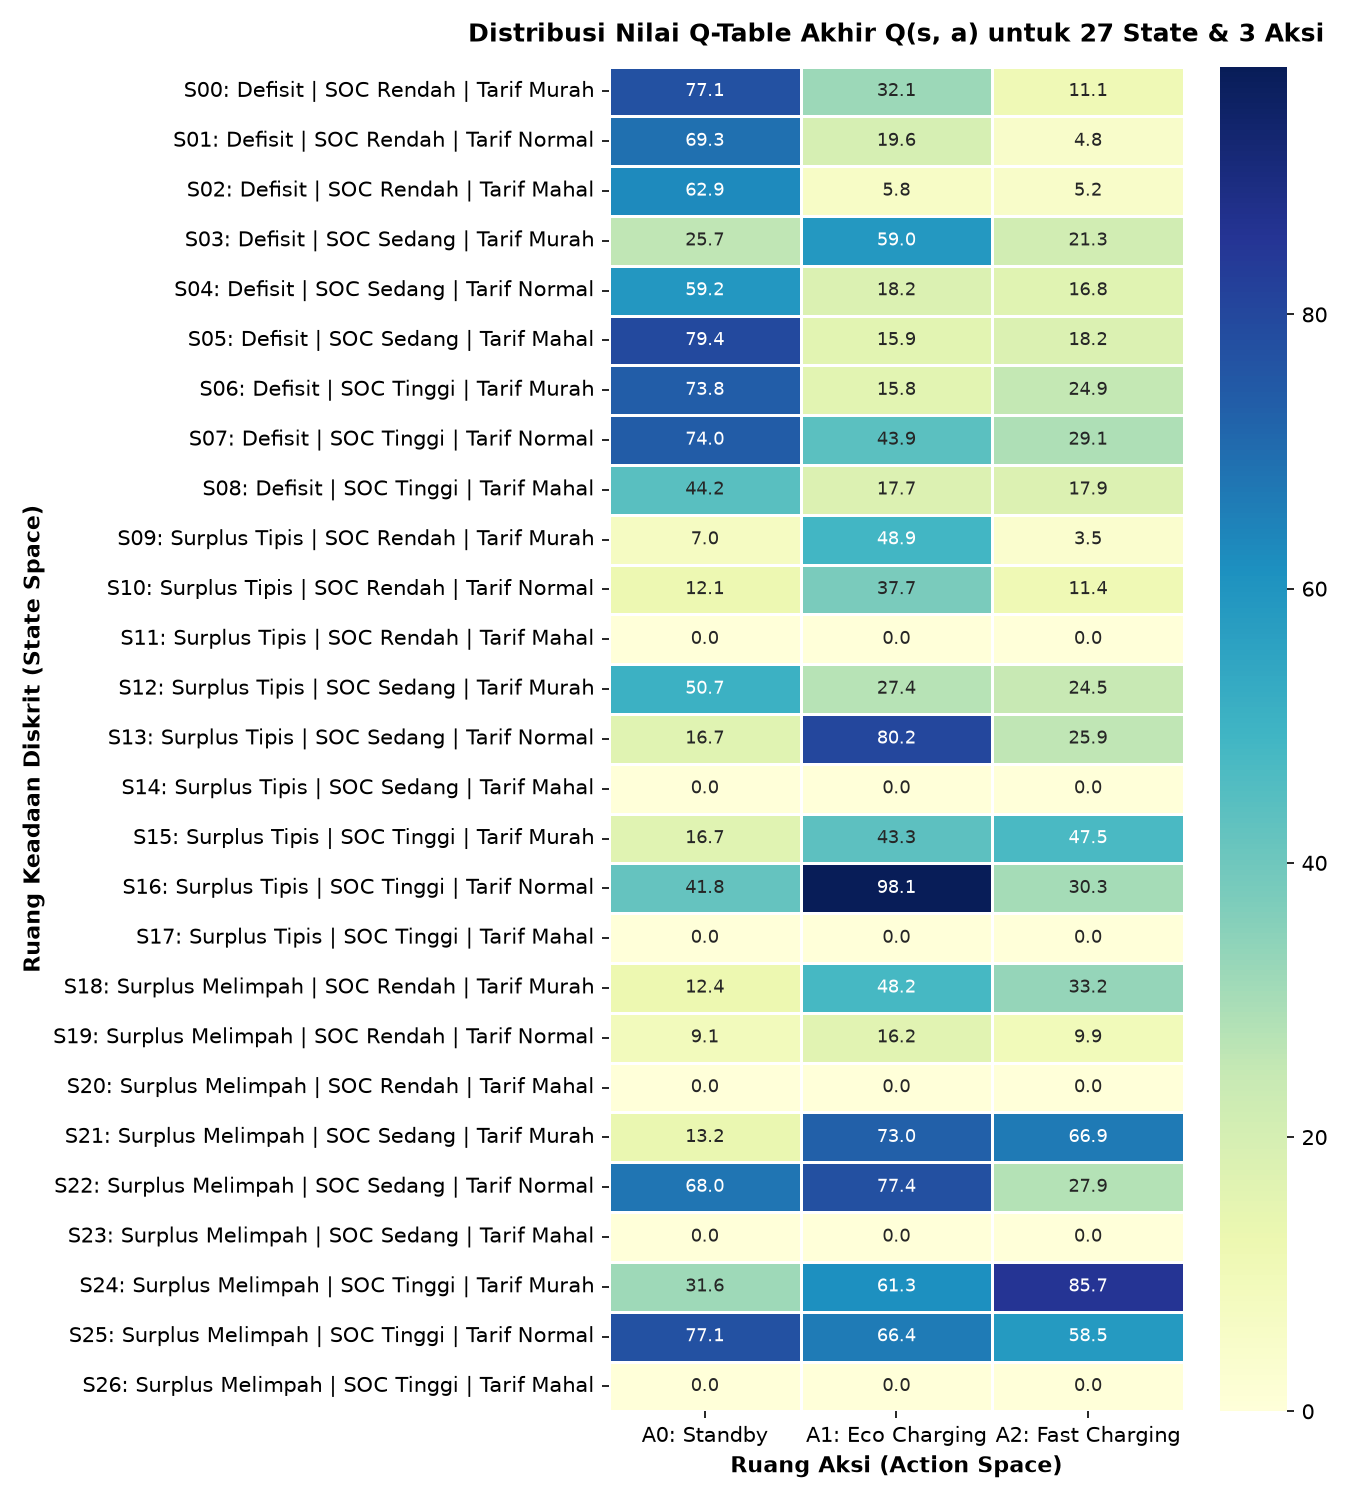 Distribusi Nilai Q-Table Akhir Q(s, a) untuk 27 State & 3 Aksi
Ruang Keadaan Diskrit (State Space)
S00: Defisit | SOC Rendah | Tarif Murah 77.1 32.1 11.1
S01: Defisit | SOC Rendah | Tarif Normal 69.3 19.6 4.8
S02: Defisit | SOC Rendah | Tarif Mahal 62.9 5.8 5.2
S03: Defisit | SOC Sedang | Tarif Murah 25.7 59.0 21.3
S04: Defisit | SOC Sedang | Tarif Normal 59.2 18.2 16.8
S05: Defisit | SOC Sedang | Tarif Mahal 79.4 15.9 18.2
S06: Defisit | SOC Tinggi | Tarif Murah 73.8 15.8 24.9
S07: Defisit | SOC Tinggi | Tarif Normal 74.0 43.9 29.1
S08: Defisit | SOC Tinggi | Tarif Mahal 44.2 17.7 17.9
S09: Surplus Tipis | SOC Rendah | Tarif Murah 7.0 48.9 3.5
S10: Surplus Tipis | SOC Rendah | Tarif Normal 12.1 37.7 11.4
S11: Surplus Tipis | SOC Rendah | Tarif Mahal 0.0 0.0 0.0
S12: Surplus Tipis | SOC Sedang | Tarif Murah 50.7 27.4 24.5
S13: Surplus Tipis | SOC Sedang | Tarif Normal 16.7 80.2 25.9
S14: Surplus Tipis | SOC Sedang | Tarif Mahal 0.0 0.0 0.0
S15: Surplus Tipis | SOC Tinggi | Tarif Murah 16.7 43.3 47.5
S16: Surplus Tipis | SOC Tinggi | Tarif Normal 41.8 98.1 30.3
S17: Surplus Tipis | SOC Tinggi | Tarif Mahal 0.0 0.0 0.0
S18: Surplus Melimpah | SOC Rendah | Tarif Murah 12.4 48.2 33.2
S19: Surplus Melimpah | SOC Rendah | Tarif Normal 9.1 16.2 9.9
S20: Surplus Melimpah | SOC Rendah | Tarif Mahal 0.0 0.0 0.0
S21: Surplus Melimpah | SOC Sedang | Tarif Murah 13.2 73.0 66.9
S22: Surplus Melimpah | SOC Sedang | Tarif Normal 68.0 77.4 27.9
S23: Surplus Melimpah | SOC Sedang | Tarif Mahal 0.0 0.0 0.0
S24: Surplus Melimpah | SOC Tinggi | Tarif Murah 31.6 61.3 85.7
S25: Surplus Melimpah | SOC Tinggi | Tarif Normal 77.1 66.4 58.5
S26: Surplus Melimpah | SOC Tinggi | Tarif Mahal 0.0 0.0 0.0
A0: Standby A1: Eco Charging A2: Fast Charging
Ruang Aksi (Action Space)
80
60
40
20
0